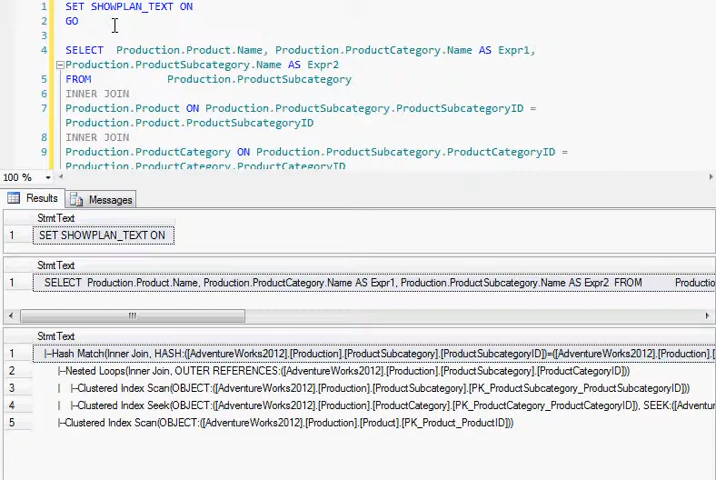 1 SET SHOWPLAN_TEXT ON
2 GO
3
4 SELECT Production.Product.Name, Production.ProductCategory.Name AS Expr1,
Production.ProductSubcategory.Name AS Expr2
5 FROM Production.ProductSubcategory
6 INNER JOIN
7 Production.Product ON Production.ProductSubcategory.ProductSubcategoryID =
Production.Product.ProductSubcategoryID
8 INNER JOIN
9 Production.ProductCategory ON Production.ProductSubcategory.ProductCategoryID =
Production.ProductCategory.ProductCategoryID
100 %
Results Messages
StmtText
1 SET SHOWPLAN_TEXT ON
StmtText
1 SELECT Production.Product.Name, Production.ProductCategory.Name AS Expr1, Production.ProductSubcategory.Name AS Expr2 FROM Productio
StmtText
1 |--Hash Match(Inner Join, HASH:([AdventureWorks2012].[Production].[ProductSubcategory].[ProductSubcategoryID])=([AdventureWorks2012].[Production].[
2 |--Nested Loops(Inner Join, OUTER REFERENCES:([AdventureWorks2012].[Production].[ProductSubcategory].[ProductCategoryID]))
3 | |--Clustered Index Scan(OBJECT:([AdventureWorks2012].[Production].[ProductSubcategory].[PK_ProductSubcategory_ProductSubcategoryID]))
4 | |--Clustered Index Seek(OBJECT:([AdventureWorks2012].[Production].[ProductCategory].[PK_ProductCategory_ProductCategoryID]), SEEK:([Adventu
5 |--Clustered Index Scan(OBJECT:([AdventureWorks2012].[Production].[Product].[PK_Product_ProductID]))